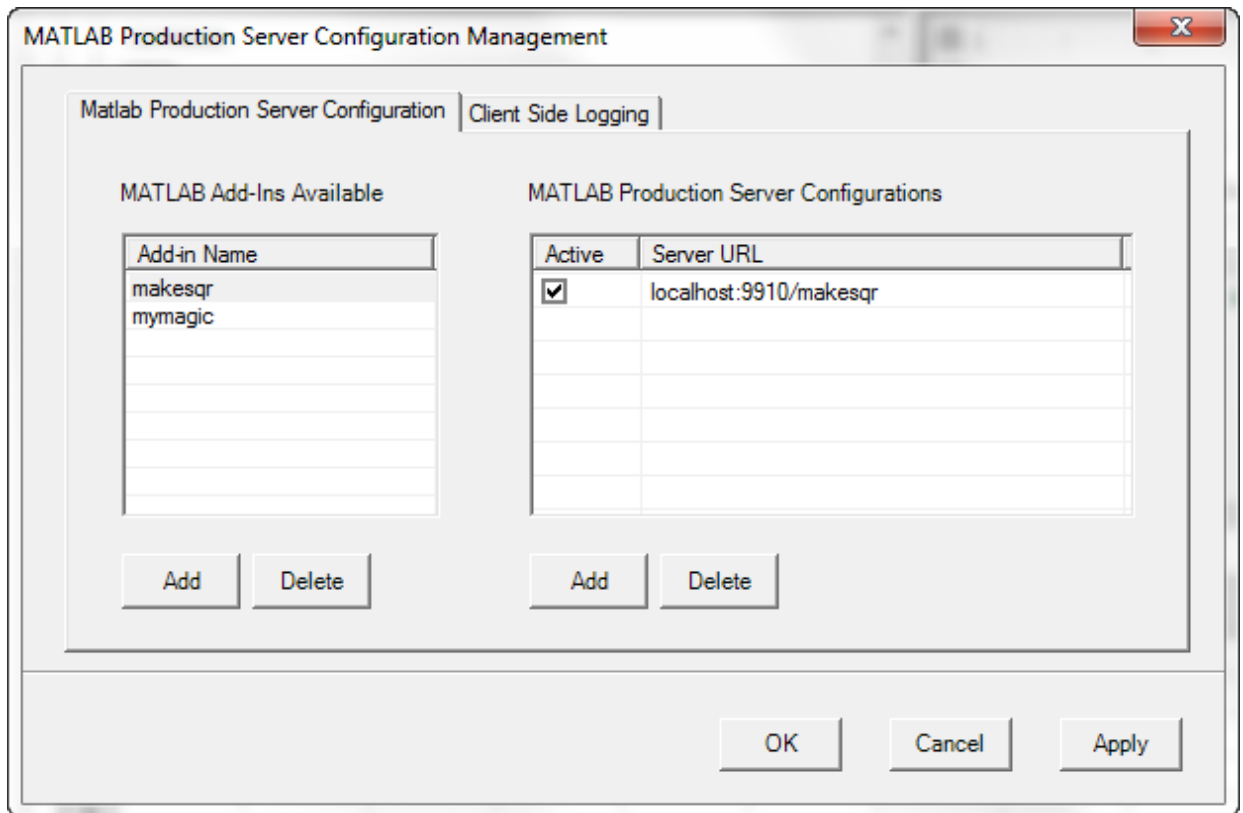 MATLAB Production Server Configuration Management
Matlab Production Server Configuration
Client Side Logging
MATLAB Add-Ins Available
MATLAB Production Server Configurations
Add-in Name
makesqr
mymagic
Active
Server URL
localhost:9910/makesqr
Add
Delete
Add
Delete
OK
Cancel
Apply